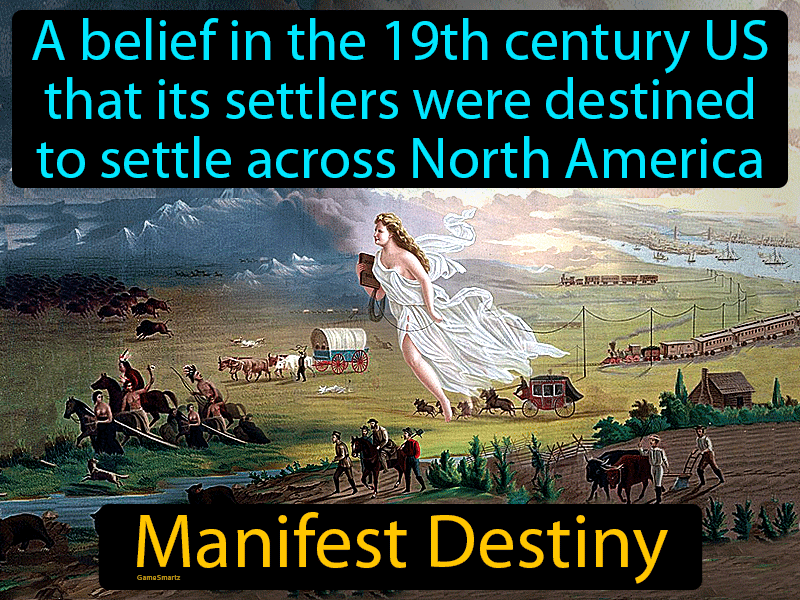 A belief in the 19th century US
that its settlers were destined
to settle across North America
Manifest Destiny
GameSmartz